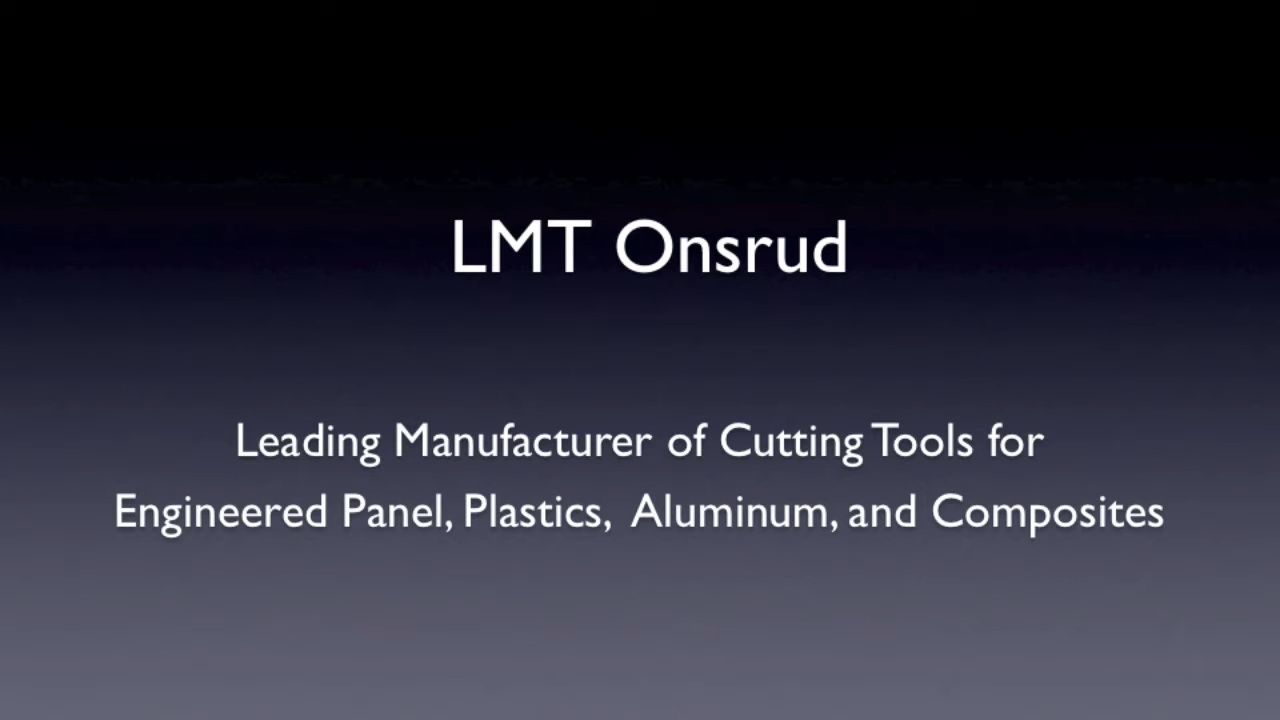 LMT Onsrud
Leading Manufacturer of Cutting Tools for
Engineered Panel, Plastics, Aluminum, and Composites